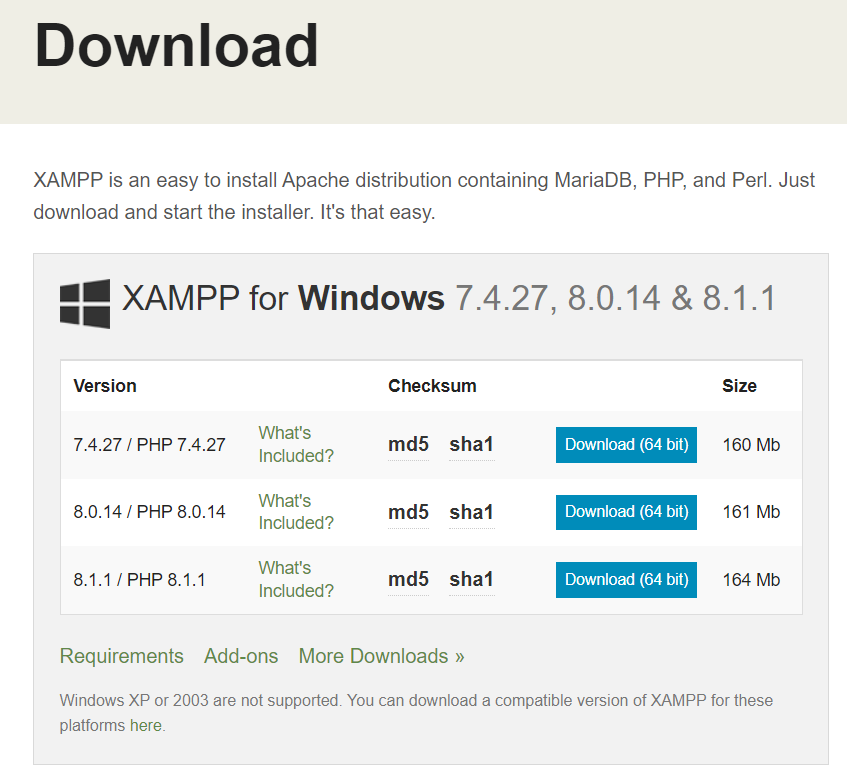 Download
XAMPP is an easy to install Apache distribution containing MariaDB, PHP, and Perl. Just
download and start the installer. It's that easy.
XAMPP for Windows 7.4.27, 8.0.14 & 8.1.1
Version Checksum Size
7.4.27 / PHP 7.4.27 What's Included? md5 sha1 Download (64 bit) 160 Mb
8.0.14 / PHP 8.0.14 What's Included? md5 sha1 Download (64 bit) 161 Mb
8.1.1 / PHP 8.1.1 What's Included? md5 sha1 Download (64 bit) 164 Mb
Requirements Add-ons More Downloads »
Windows XP or 2003 are not supported. You can download a compatible version of XAMPP for these
platforms here.